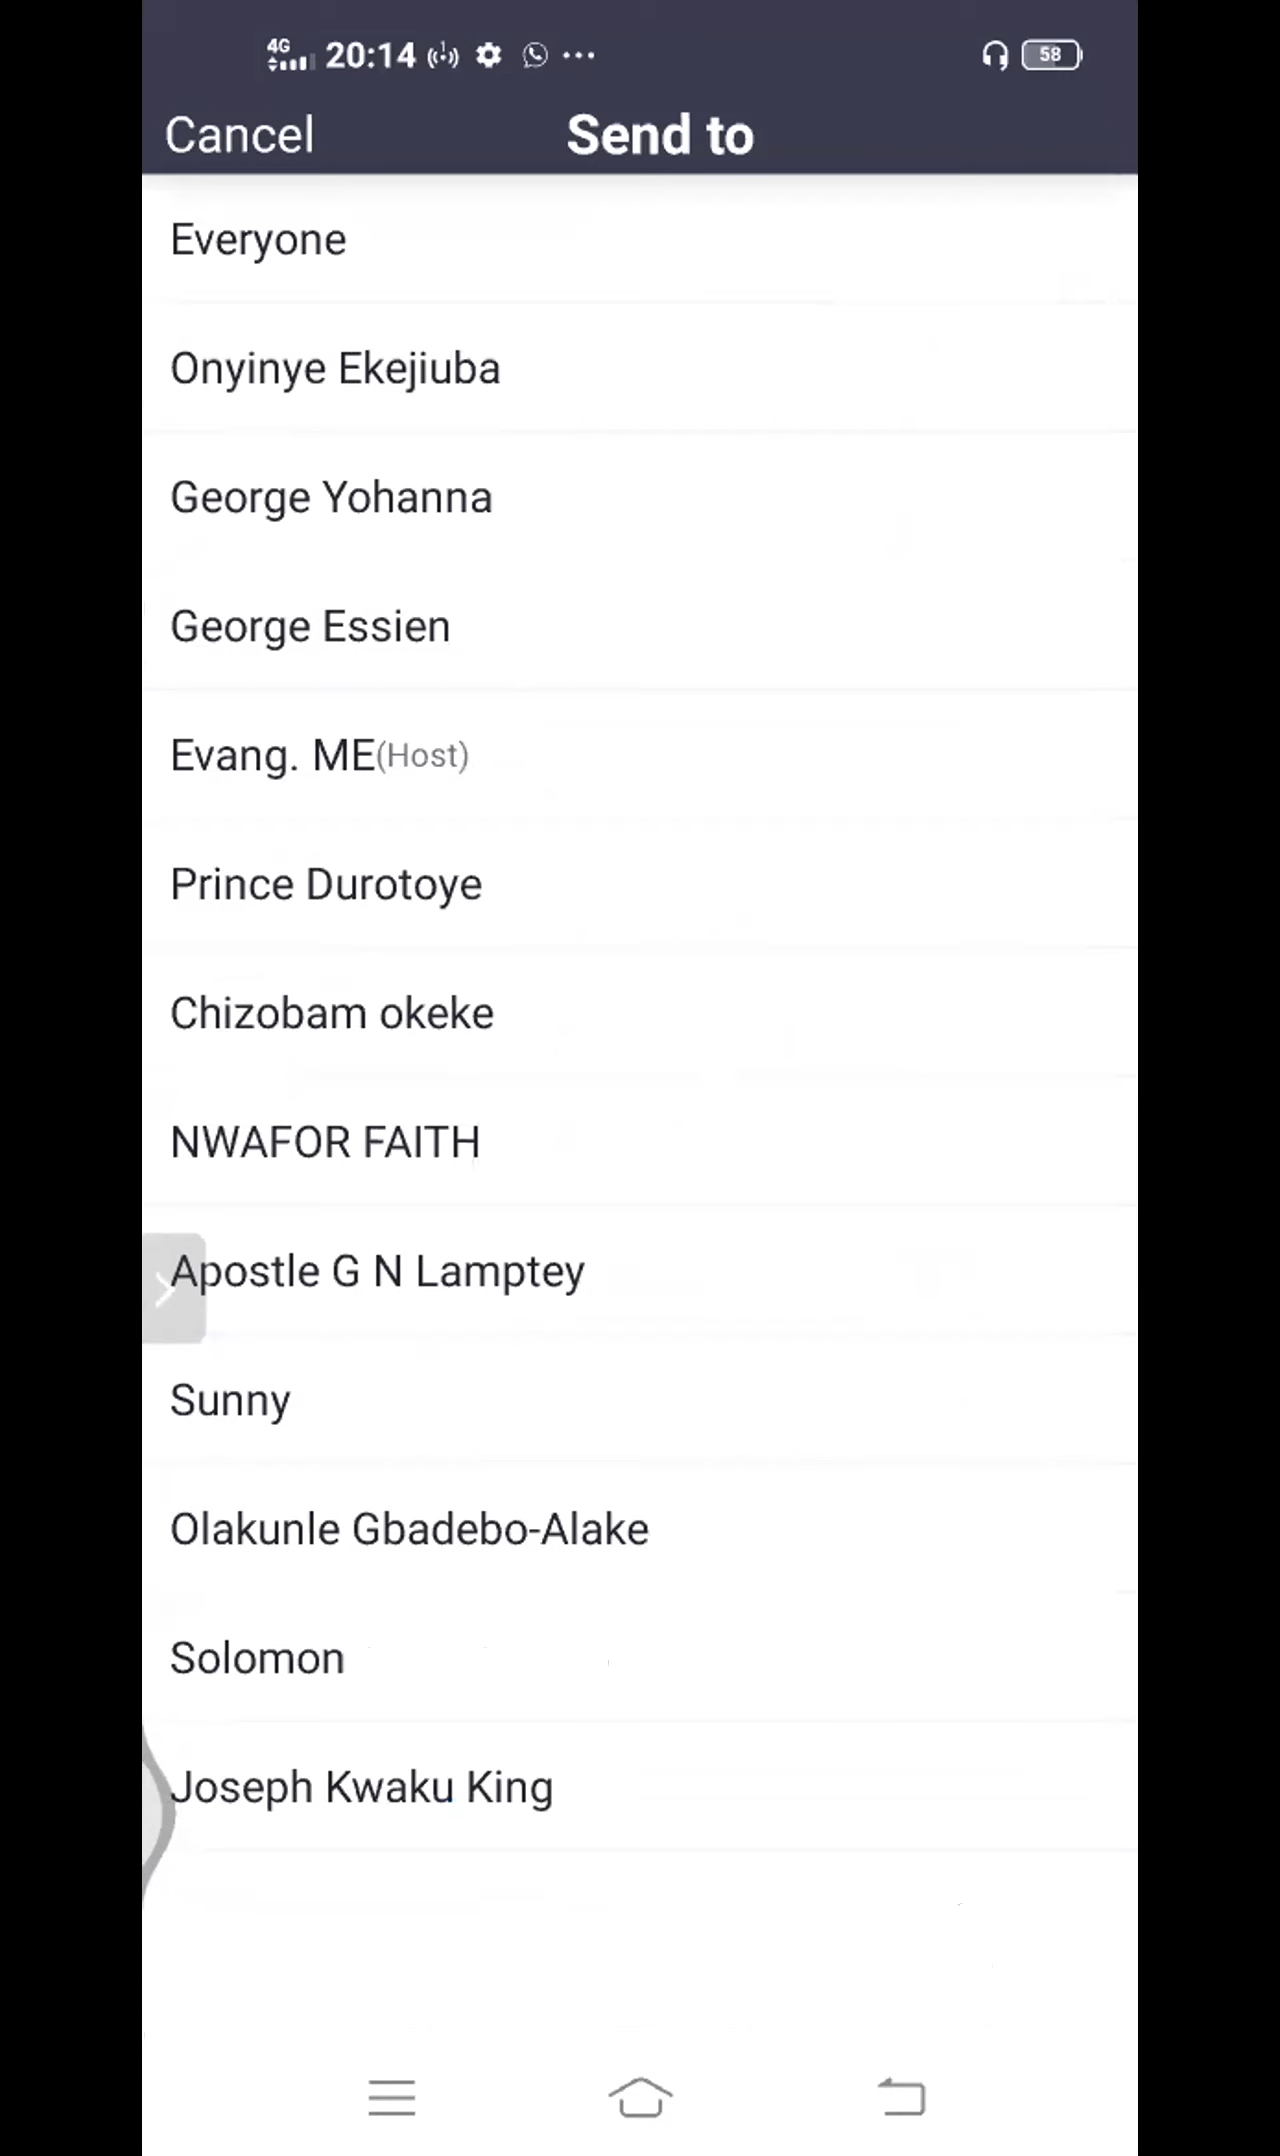 4G 20:14 58
Cancel Send to
Everyone
Onyinye Ekejiuba
George Yohanna
George Essien
Evang. ME(Host)
Prince Durotoye
Chizobam okeke
NWAFOR FAITH
Apostle G N Lamptey
Sunny
Olakunle Gbadebo-Alake
Solomon
Joseph Kwaku King